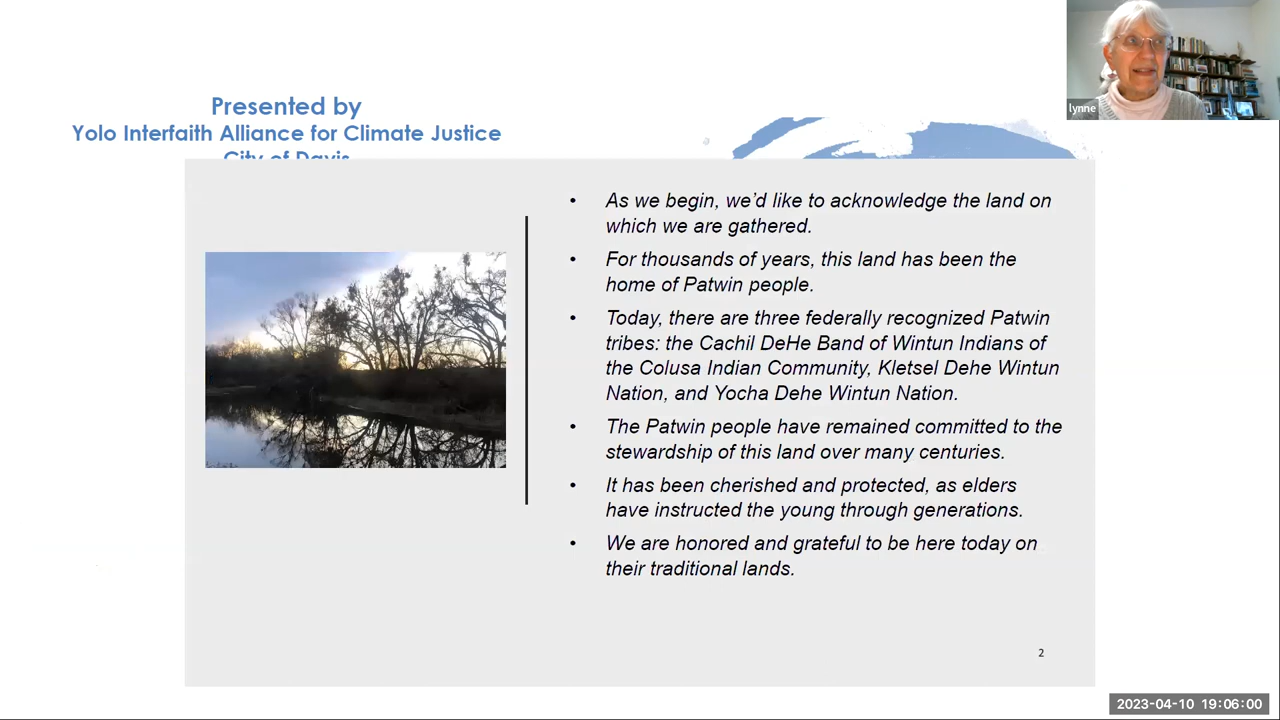 Presented by
Yolo Interfaith Alliance for Climate Justice
City of Davis
lynne
• As we begin, we’d like to acknowledge the land on
which we are gathered.
• For thousands of years, this land has been the
home of Patwin people.
• Today, there are three federally recognized Patwin
tribes: the Cachil DeHe Band of Wintun Indians of
the Colusa Indian Community, Kletsel Dehe Wintun
Nation, and Yocha Dehe Wintun Nation.
• The Patwin people have remained committed to the
stewardship of this land over many centuries.
• It has been cherished and protected, as elders
have instructed the young through generations.
• We are honored and grateful to be here today on
their traditional lands.
2
2023-04-10 19:06:00